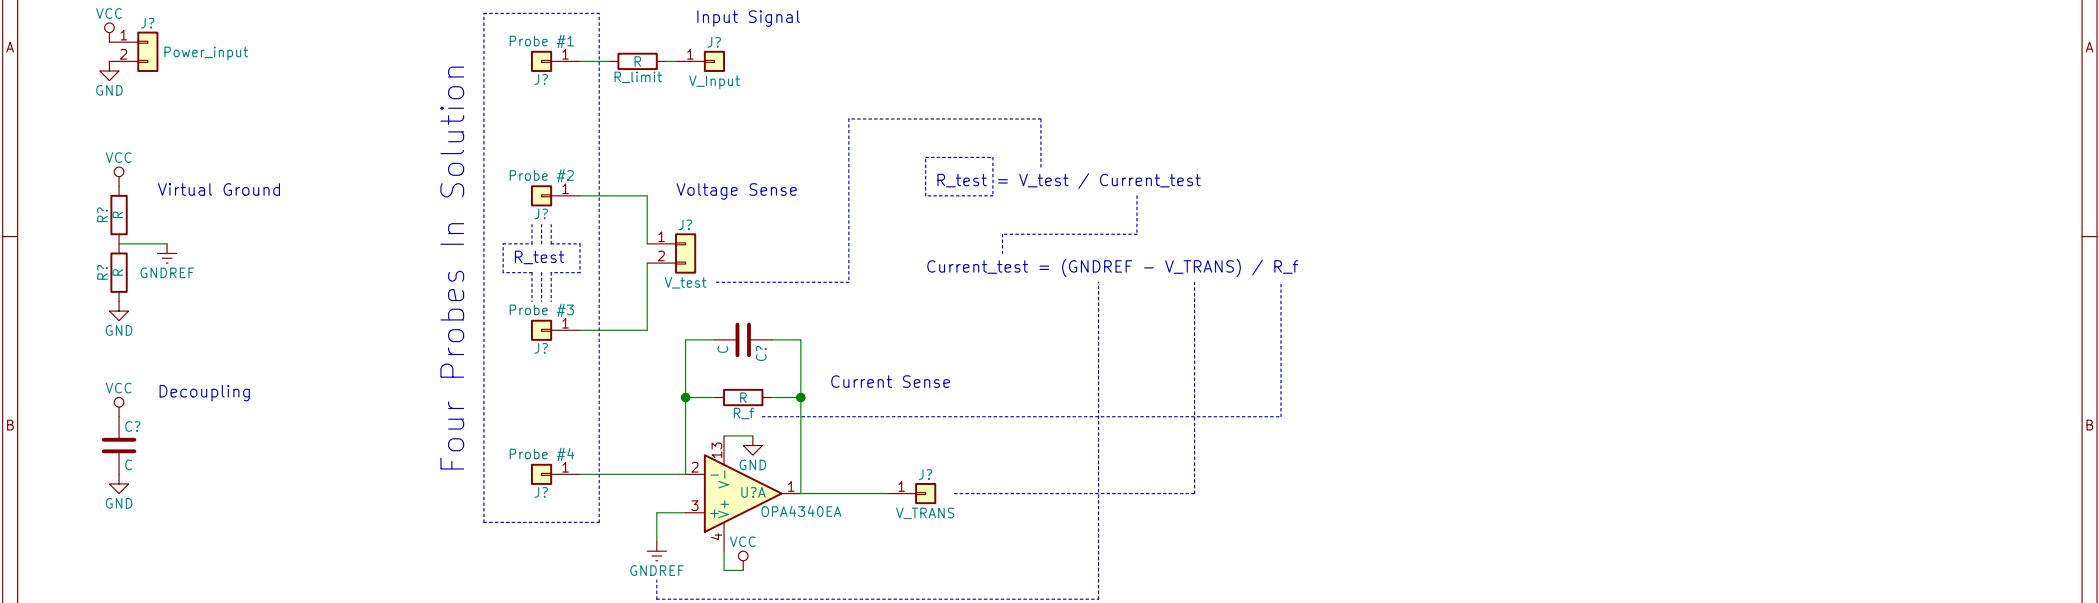 A
VCC
J?
1
2
Power_input
GND
VCC
Virtual Ground
R?
R
GNDREF
R?
R
GND
VCC
Decoupling
C?
C
GND
B
Four Probes In Solution
Input Signal
Probe #1
1
J?
R
R_limit
J?
1
V_Input
Probe #2
1
J?
Voltage Sense
J?
1
2
V_test
R_test
Probe #3
1
J?
C
C?
Current Sense
R
R_f
Probe #4
1
J?
13
GND
2
-
V-
U?A
1
3
+
V+
OPA4340EA
4
VCC
GNDREF
J?
1
V_TRANS
R_test = V_test / Current_test
Current_test = (GNDREF - V_TRANS) / R_f
A
B